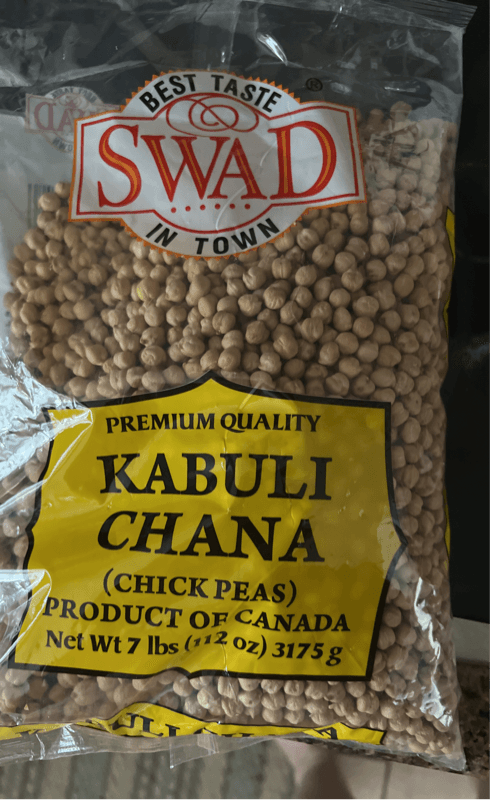 BEST TASTE
®
SWAD
IN TOWN
PREMIUM QUALITY
KABULI
CHANA
(CHICK PEAS)
PRODUCT OF CANADA
Net Wt 7 lbs (112 oz) 3175 g